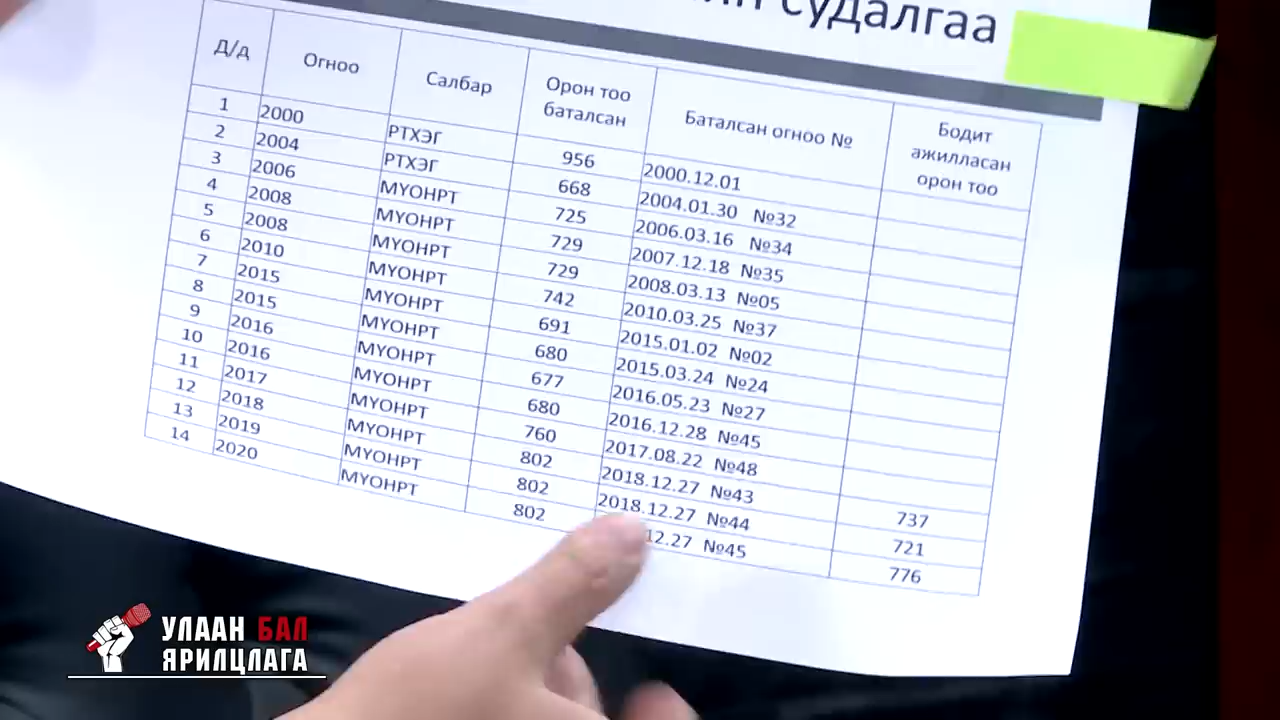 судалгаа
Д/д Огноо Салбар Орон тоо баталсан Баталсан огноо № Бодит ажилласан орон тоо
1 2000 РТХЭГ 956 2000.12.01
2 2004 РТХЭГ 668 2004.01.30 №32
3 2006 МҮОНРТ 725 2006.03.16 №34
4 2008 МҮОНРТ 729 2007.12.18 №35
5 2008 МҮОНРТ 729 2008.03.13 №05
6 2010 МҮОНРТ 742 2010.03.25 №37
7 2015 МҮОНРТ 691 2015.01.02 №02
8 2015 МҮОНРТ 680 2015.03.24 №24
9 2016 МҮОНРТ 677 2016.05.23 №27
10 2016 МҮОНРТ 680 2016.12.28 №45
11 2017 МҮОНРТ 760 2017.08.22 №48
12 2018 МҮОНРТ 802 2018.12.27 №43 737
13 2019 МҮОНРТ 802 2018.12.27 №44 721
14 2020 МҮОНРТ 802 12.27 №45 776
УЛААН БАЛ
ЯРИЛЦЛАГА